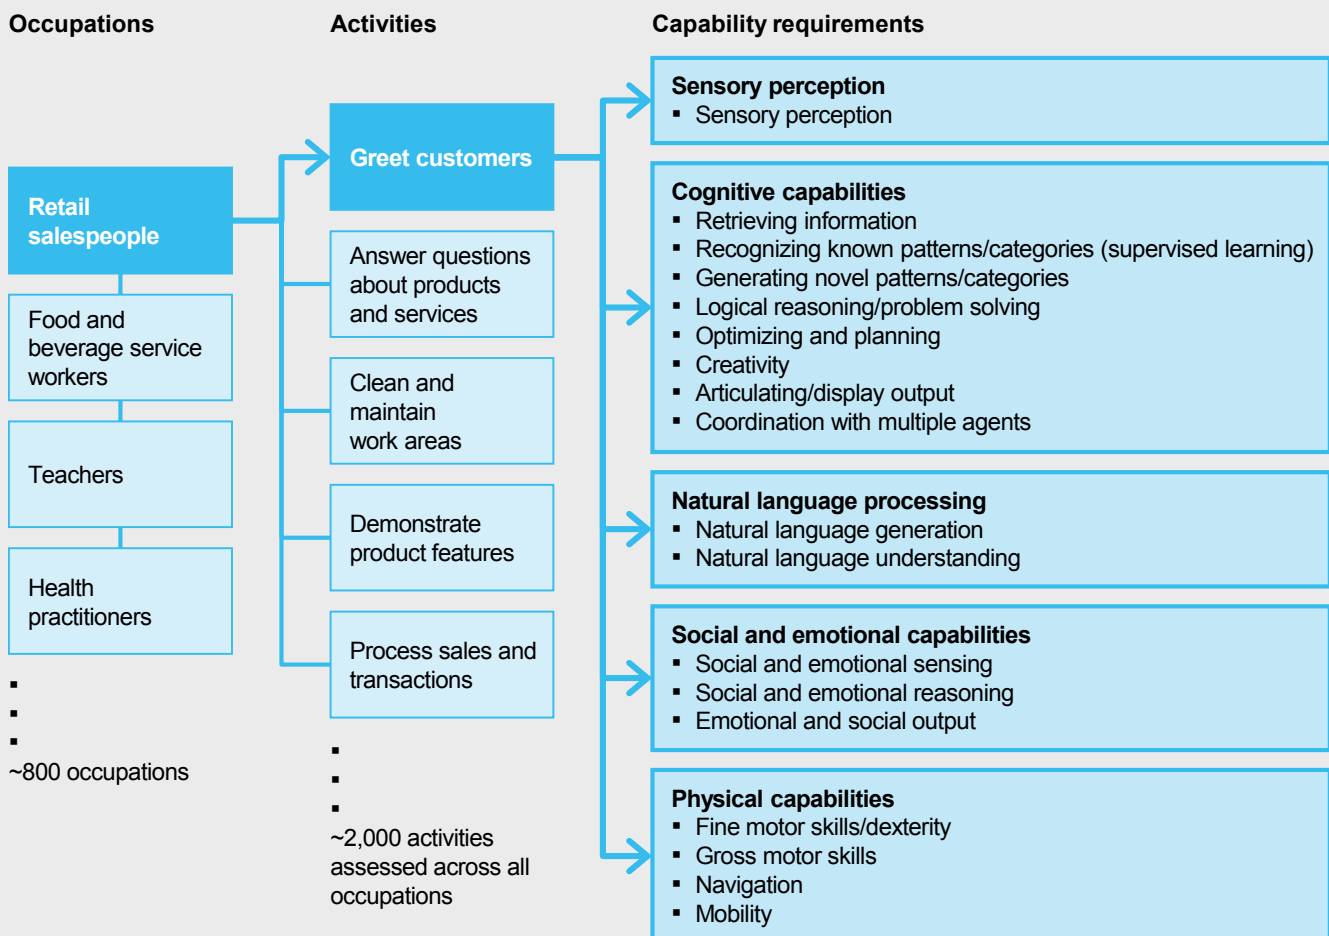 Occupations
Activities
Capability requirements
Retail
salespeople
Food and
beverage service
workers
Teachers
Health
practitioners
▪
▪
▪
~800 occupations
Greet customers
Answer questions
about products
and services
Clean and
maintain
work areas
Demonstrate
product features
Process sales and
transactions
▪
▪
▪
~2,000 activities
assessed across all
occupations
Sensory perception
▪ Sensory perception
Cognitive capabilities
▪ Retrieving information
▪ Recognizing known patterns/categories (supervised learning)
▪ Generating novel patterns/categories
▪ Logical reasoning/problem solving
▪ Optimizing and planning
▪ Creativity
▪ Articulating/display output
▪ Coordination with multiple agents
Natural language processing
▪ Natural language generation
▪ Natural language understanding
Social and emotional capabilities
▪ Social and emotional sensing
▪ Social and emotional reasoning
▪ Emotional and social output
Physical capabilities
▪ Fine motor skills/dexterity
▪ Gross motor skills
▪ Navigation
▪ Mobility